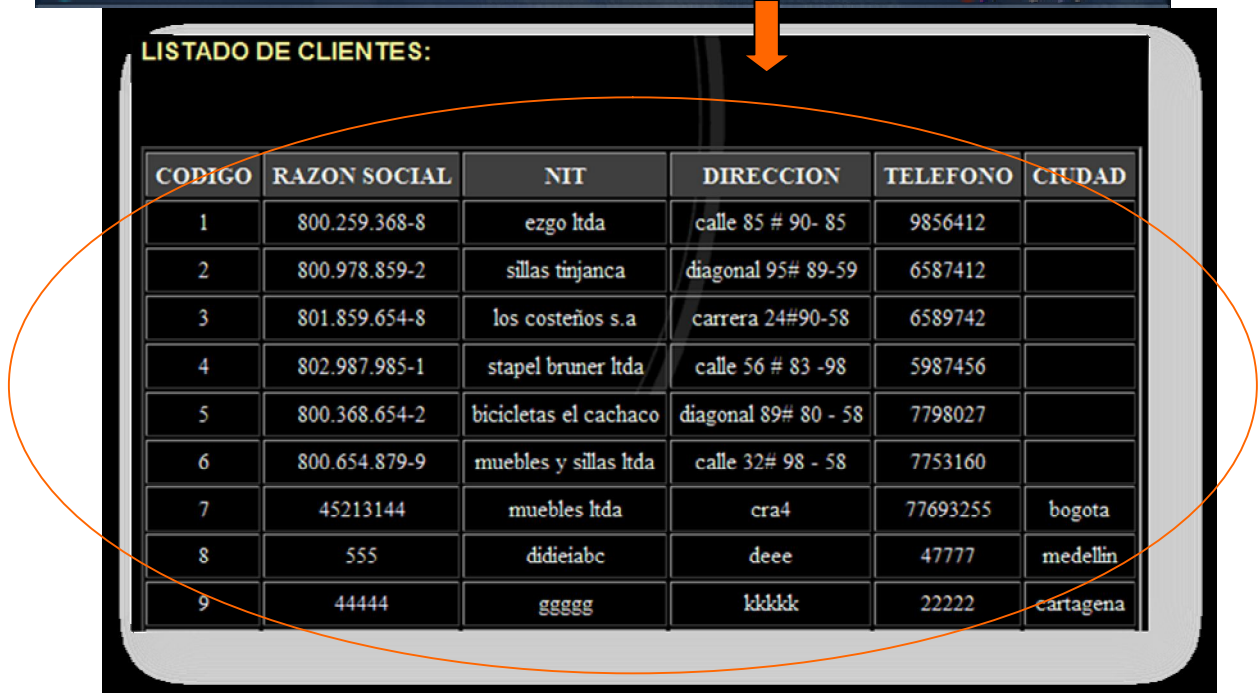 LISTADO DE CLIENTES:
CODIGO RAZON SOCIAL NIT DIRECCION TELEFONO CIUDAD
1 800.259.368-8 ezgo ltda calle 85 # 90- 85 9856412
2 800.978.859-2 sillas tinjanca diagonal 95# 89-59 6587412
3 801.859.654-8 los costeños s.a carrera 24#90-58 6589742
4 802.987.985-1 stapel bruner ltda calle 56 # 83 -98 5987456
5 800.368.654-2 bicicletas el cachaco diagonal 89# 80 - 58 7798027
6 800.654.879-9 muebles y sillas ltda calle 32# 98 - 58 7753160
7 45213144 muebles ltda cra4 77693255 bogota
8 555 didieiabc deee 47777 medellin
9 44444 ggggg kkkkk 22222 cartagena